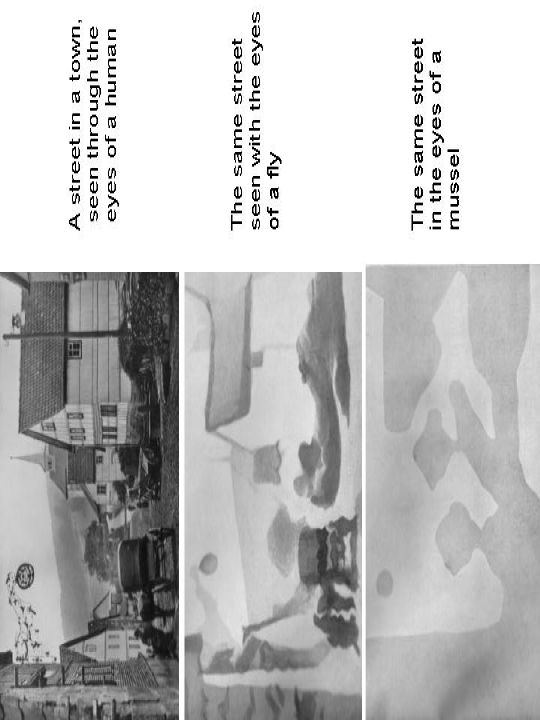 A street in a town,
seen through the
eyes of a human
The same street
seen with the eyes
of a fly
The same street
in the eyes of a
mussel